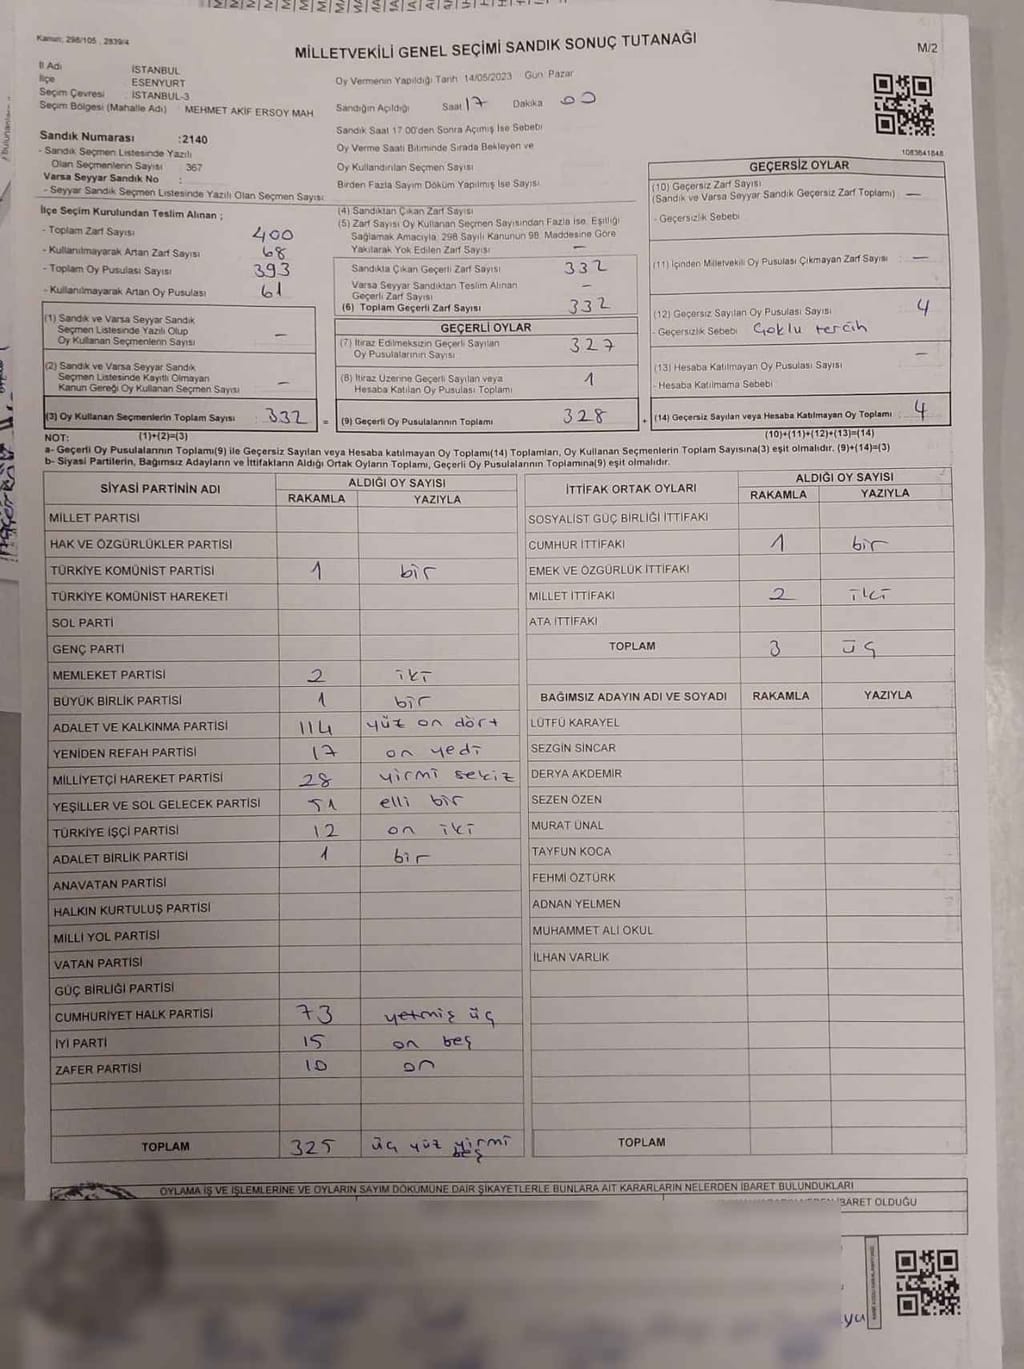 Kanun; 298/105 , 2839/4
MİLLETVEKİLİ GENEL SEÇİMİ SANDIK SONUÇ TUTANAĞI
M/2
İl Adı İSTANBUL
İlçe ESENYURT
Seçim Çevresi : İSTANBUL-3
Seçim Bölgesi (Mahalle Adı) MEHMET AKİF ERSOY MAH
Sandık Numarası :2140
- Sandık Seçmen Listesinde Yazılı
Olan Seçmenlerin Sayısı : 367
Varsa Seyyar Sandık No :
- Seyyar Sandık Seçmen Listesinde Yazılı Olan Seçmen Sayısı:
Oy Vermenin Yapıldığı Tarih 14/05/2023 Gün Pazar
Sandığın Açıldığı Saat 17 Dakika 00
Sandık Saat 17 00'den Sonra Açımış İse Sebebi
Oy Verme Saati Bitiminde Sırada Bekleyen ve
Oy Kullandırılan Seçmen Sayısı
Birden Fazla Sayım Döküm Yapılmış İse Sayısı
1083641848
İlçe Seçim Kurulundan Teslim Alınan ;
- Toplam Zarf Sayısı 400
- Kullanılmayarak Artan Zarf Sayısı 68
- Toplam Oy Pusulası Sayısı 393
- Kullanılmayarak Artan Oy Pusulası 61
(1) Sandık ve Varsa Seyyar Sandık
Seçmen Listesinde Yazılı Olup
Oy Kullanan Seçmenlerin Sayısı : —
(2) Sandık ve Varsa Seyyar Sandık
Seçmen Listesinde Kayıtlı Olmayan
Kanun Gereği Oy Kullanan Seçmen Sayısı : —
(3) Oy Kullanan Seçmenlerin Toplam Sayısı : 332
(4) Sandıktan Çıkan Zarf Sayısı
(5) Zarf Sayısı Oy Kullanan Seçmen Sayısından Fazla İse, Eşitliği
Sağlamak Amacıyla, 298 Sayılı Kanunun 98. Maddesine Göre
Yakılarak Yok Edilen Zarf Sayısı —
Sandıkta Çıkan Geçerli Zarf Sayısı 332
Varsa Seyyar Sandıktan Teslim Alınan
Geçerli Zarf Sayısı —
(6) Toplam Geçerli Zarf Sayısı 332
GEÇERLİ OYLAR
(7) İtiraz Edilmeksizin Geçerli Sayılan
Oy Pusulalarının Sayısı 327
(8) İtiraz Üzerine Geçerli Sayılan veya
Hesaba Katılan Oy Pusulası Toplamı 1
= (9) Geçerli Oy Pusulalarının Toplamı 328
GEÇERSİZ OYLAR
(10) Geçersiz Zarf Sayısı
(Sandık ve Varsa Seyyar Sandık Geçersiz Zarf Toplamı) : —
- Geçersizlik Sebebi
(11) İçinden Milletvekili Oy Pusulası Çıkmayan Zarf Sayısı : —
(12) Geçersiz Sayılan Oy Pusulası Sayısı : 4
- Geçersizlik Sebebi Çoklu tercih
(13) Hesaba Katılmayan Oy Pusulası Sayısı —
- Hesaba Katılmama Sebebi
+ (14) Geçersiz Sayılan veya Hesaba Katılmayan Oy Toplamı : 4
NOT: (1)+(2)=(3) (10)+(11)+(12)+(13)=(14)
a- Geçerli Oy Pusulalarının Toplamı(9) ile Geçersiz Sayılan veya Hesaba katılmayan Oy Toplamı(14) Toplamları, Oy Kullanan Seçmenlerin Toplam Sayısına(3) eşit olmalıdır. (9)+(14)=(3)
b- Siyasi Partilerin, Bağımsız Adayların ve İttifakların Aldığı Ortak Oyların Toplamı, Geçerli Oy Pusulalarının Toplamına(9) eşit olmalıdır.
SİYASİ PARTİNİN ADI ALDIĞI OY SAYISI
RAKAMLA YAZIYLA
MİLLET PARTİSİ
HAK VE ÖZGÜRLÜKLER PARTİSİ
TÜRKİYE KOMÜNİST PARTİSİ 1 bir
TÜRKİYE KOMÜNİST HAREKETİ
SOL PARTİ
GENÇ PARTİ
MEMLEKET PARTİSİ 2 iki
BÜYÜK BİRLİK PARTİSİ 1 bir
ADALET VE KALKINMA PARTİSİ 114 yüz on dört
YENİDEN REFAH PARTİSİ 17 on yedi
MİLLİYETÇİ HAREKET PARTİSİ 28 yirmi sekiz
YEŞİLLER VE SOL GELECEK PARTİSİ 51 elli bir
TÜRKİYE İŞÇİ PARTİSİ 12 on iki
ADALET BİRLİK PARTİSİ 1 bir
ANAVATAN PARTİSİ
HALKIN KURTULUŞ PARTİSİ
MİLLİ YOL PARTİSİ
VATAN PARTİSİ
GÜÇ BİRLİĞİ PARTİSİ
CUMHURİYET HALK PARTİSİ 73 yetmiş üç
İYİ PARTİ 15 on beş
ZAFER PARTİSİ 10 on
TOPLAM 325 üç yüz yirmi beş
İTTİFAK ORTAK OYLARI ALDIĞI OY SAYISI
RAKAMLA YAZIYLA
SOSYALİST GÜÇ BİRLİĞİ İTTİFAKI
CUMHUR İTTİFAKI 1 bir
EMEK VE ÖZGÜRLÜK İTTİFAKI
MİLLET İTTİFAKI 2 iki
ATA İTTİFAKI
TOPLAM 3 üç
BAĞIMSIZ ADAYIN ADI VE SOYADI RAKAMLA YAZIYLA
LÜTFÜ KARAYEL
SEZGİN SİNCAR
DERYA AKDEMİR
SEZEN ÖZEN
MURAT ÜNAL
TAYFUN KOCA
FEHMİ ÖZTÜRK
ADNAN YELMEN
MUHAMMET ALİ OKUL
İLHAN VARLIK
TOPLAM
OYLAMA İŞ VE İŞLEMLERİNE VE OYLARIN SAYIM DÖKÜMÜNE DAİR ŞİKAYETLERLE BUNLARA AİT KARARLARIN NELERDEN İBARET BULUNDUKLARI
İBARET OLDUĞU